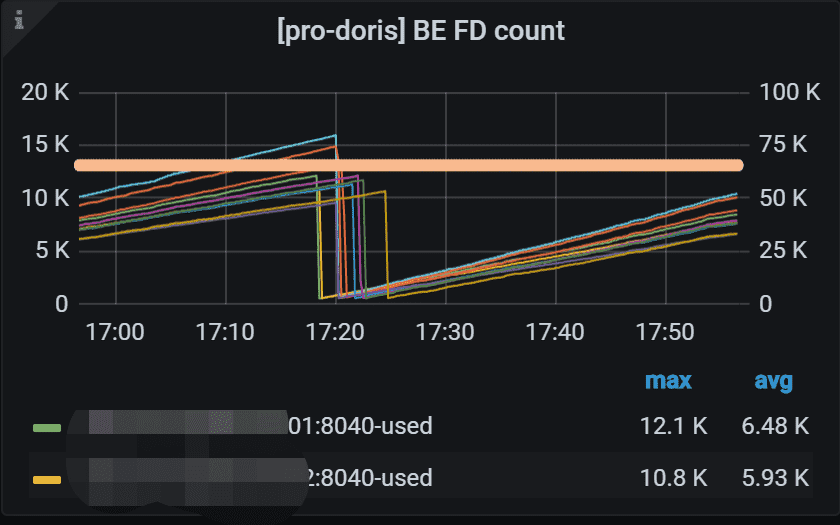 i
[pro-doris] BE FD count
20 K 100 K
15 K 75 K
10 K 50 K
5 K 25 K
0 0
17:00 17:10 17:20 17:30 17:40 17:50
max avg
01:8040-used 12.1 K 6.48 K
2:8040-used 10.8 K 5.93 K